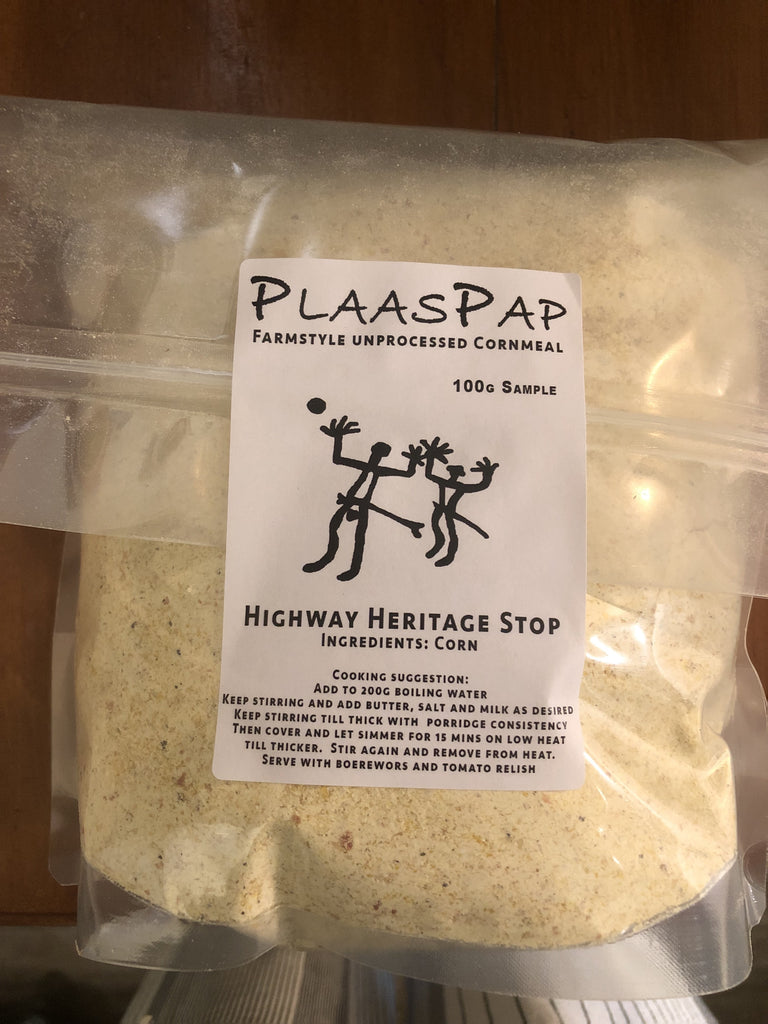 PlaasPap
Farmstyle unprocessed Cornmeal
100g Sample
Highway Heritage Stop
Ingredients: Corn
Cooking suggestion:
Add to 200g boiling water
Keep stirring and add butter, salt and milk as desired
Keep stirring till thick with porridge consistency
Then cover and let simmer for 15 mins on low heat
till thicker. Stir again and remove from heat.
Serve with boerewors and tomato relish